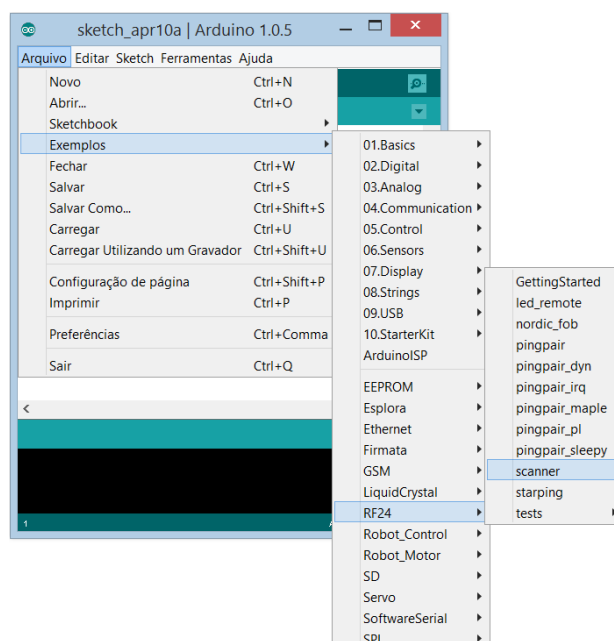 sketch_apr10a | Arduino 1.0.5
Arquivo Editar Sketch Ferramentas Ajuda
Novo Ctrl+N
Abrir... Ctrl+O
Sketchbook
Exemplos
Fechar Ctrl+W
Salvar Ctrl+S
Salvar Como... Ctrl+Shift+S
Carregar Ctrl+U
Carregar Utilizando um Gravador Ctrl+Shift+U
Configuração de página Ctrl+Shift+P
Imprimir Ctrl+P
Preferências Ctrl+Comma
Sair Ctrl+Q
01.Basics
02.Digital
03.Analog
04.Communication
05.Control
06.Sensors
07.Display
08.Strings
09.USB
10.StarterKit
ArduinoISP
EEPROM
Esplora
Ethernet
Firmata
GSM
LiquidCrystal
RF24
Robot_Control
Robot_Motor
SD
Servo
SoftwareSerial
SPI
GettingStarted
led_remote
nordic_fob
pingpair
pingpair_dyn
pingpair_irq
pingpair_maple
pingpair_pl
pingpair_sleepy
scanner
starping
tests
1